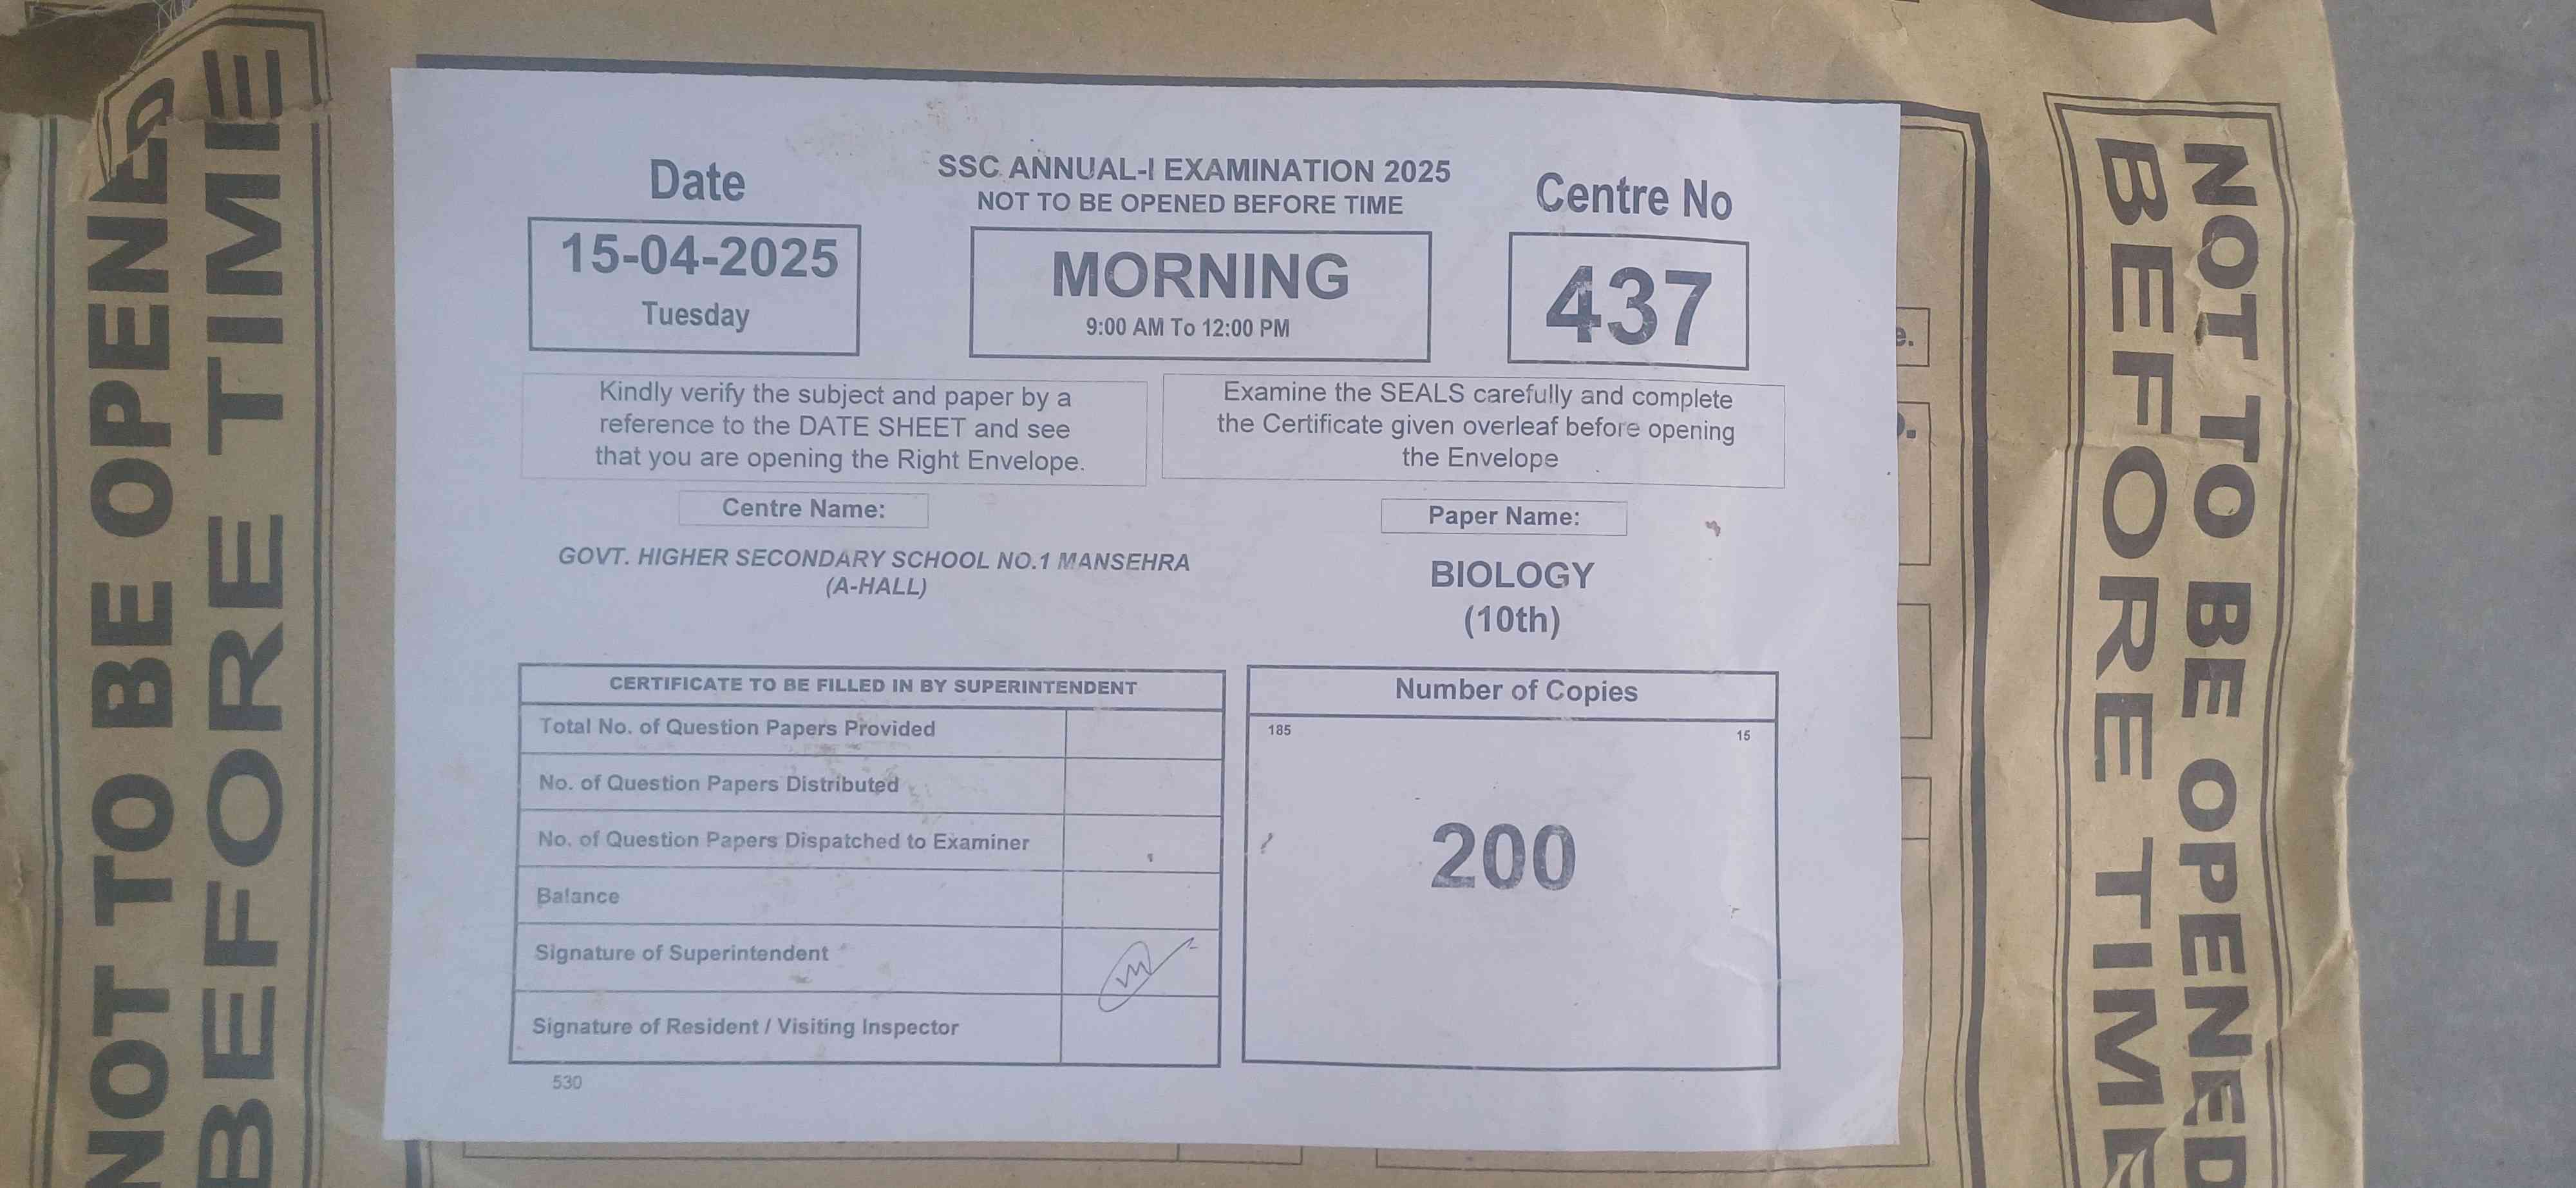 NOT TO BE OPENED
BEFORE TIME
Date
15-04-2025
Tuesday
SSC ANNUAL-I EXAMINATION 2025
NOT TO BE OPENED BEFORE TIME
MORNING
9:00 AM To 12:00 PM
Centre No
437
Kindly verify the subject and paper by a
reference to the DATE SHEET and see
that you are opening the Right Envelope.
Examine the SEALS carefully and complete
the Certificate given overleaf before opening
the Envelope
Centre Name:
GOVT. HIGHER SECONDARY SCHOOL NO.1 MANSEHRA
(A-HALL)
Paper Name:
BIOLOGY
(10th)
CERTIFICATE TO BE FILLED IN BY SUPERINTENDENT
Total No. of Question Papers Provided
No. of Question Papers Distributed
No. of Question Papers Dispatched to Examiner
Balance
Signature of Superintendent
Signature of Resident / Visiting Inspector
Number of Copies
185 15
200
530
NOT TO BE OPENED
BEFORE TIME